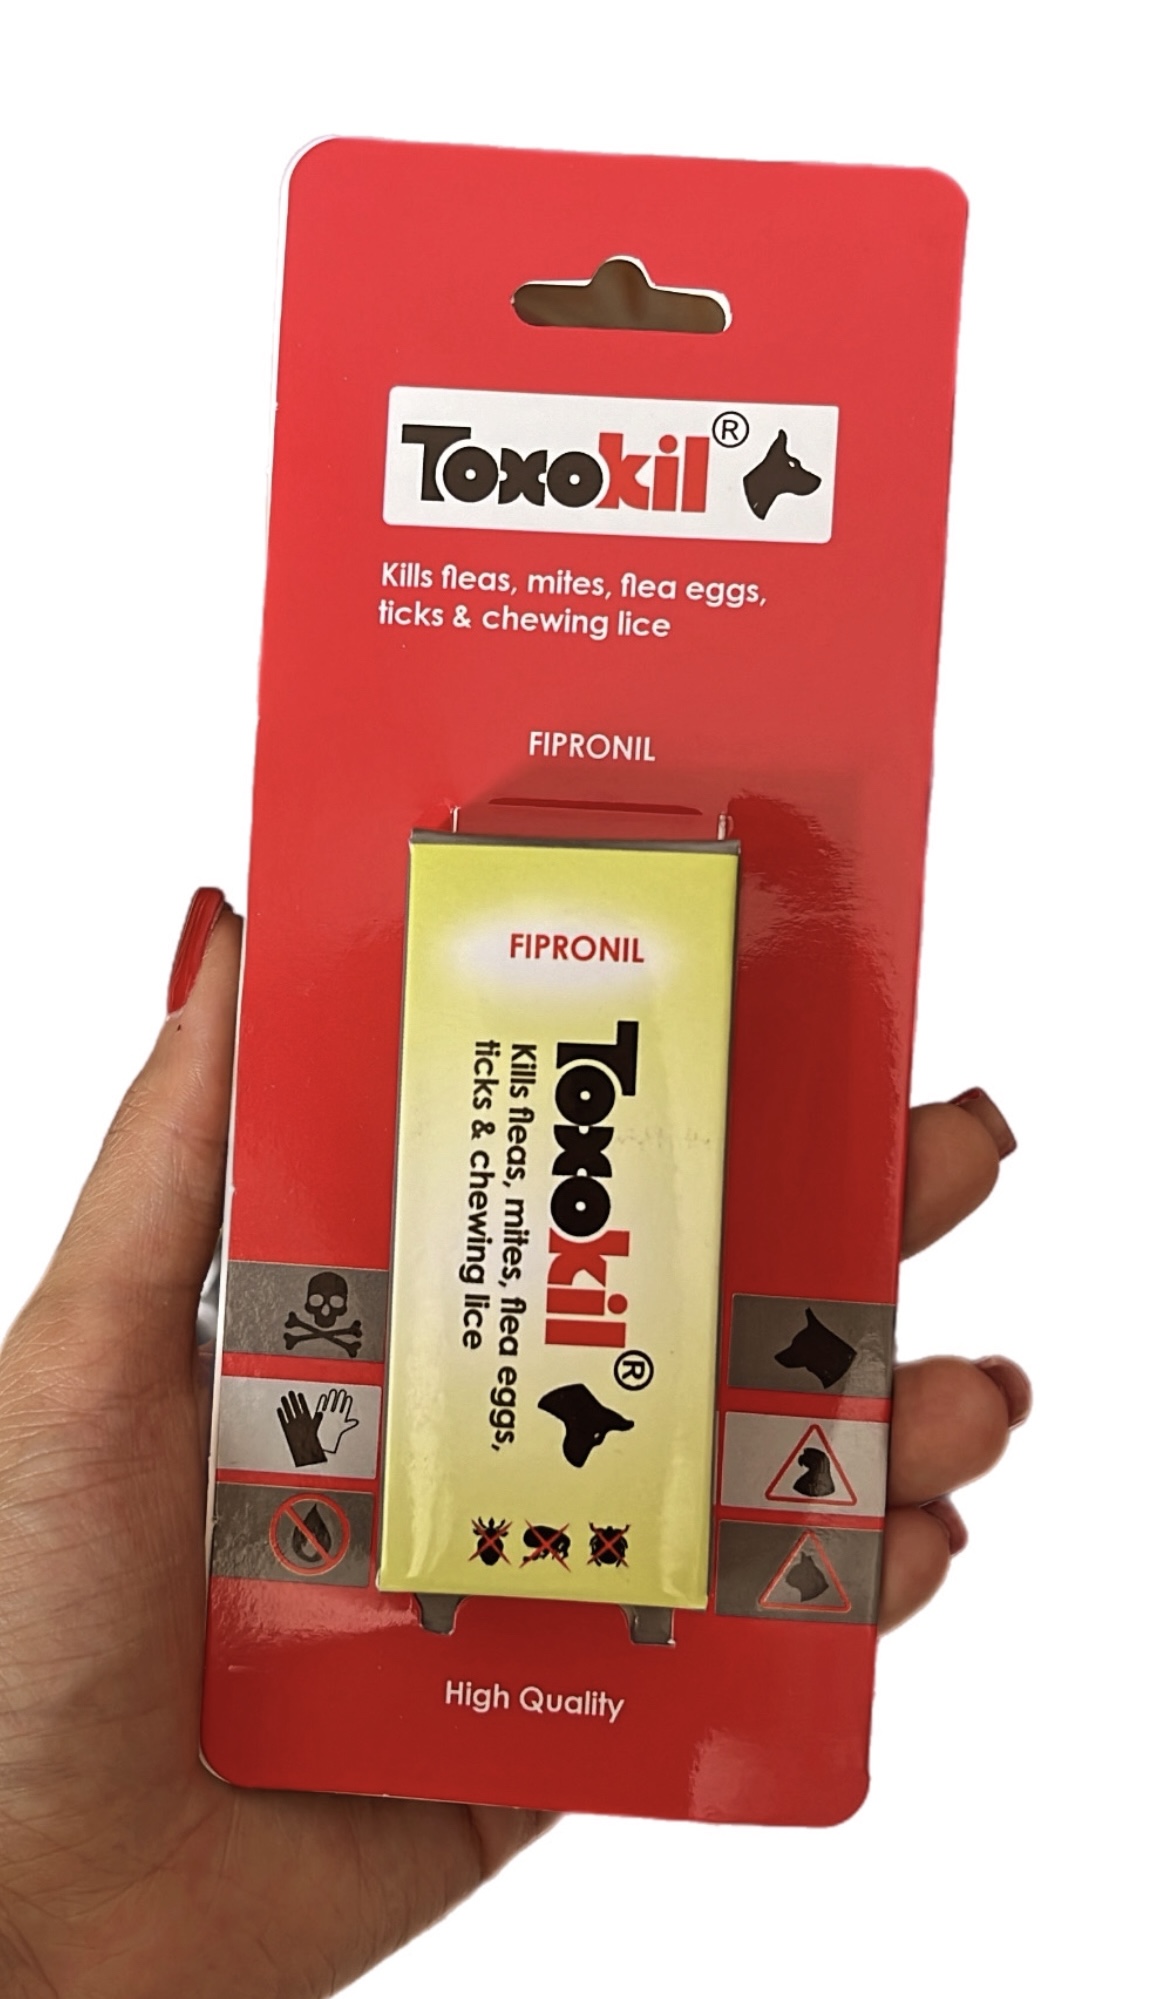 Toxokil®
Kills fleas, mites, flea eggs,
ticks & chewing lice
FIPRONIL
FIPRONIL
Toxokil®
Kills fleas, mites, flea eggs,
ticks & chewing lice
High Quality